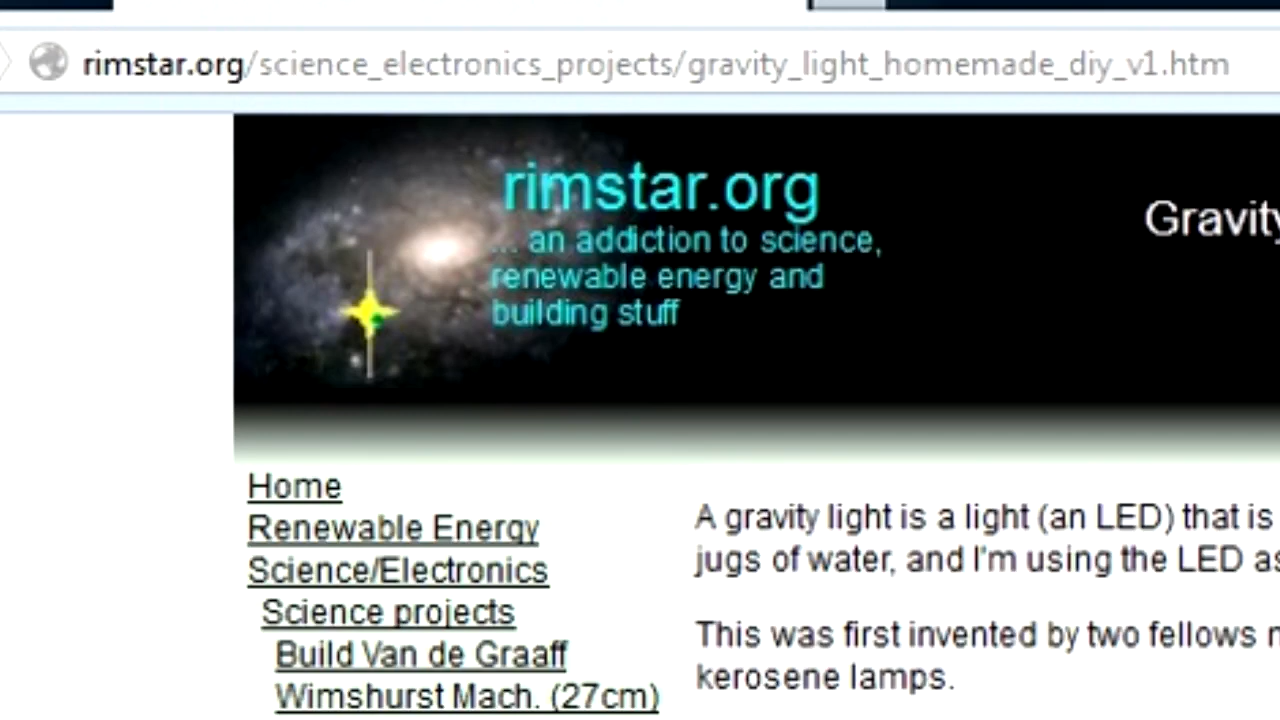 rimstar.org/science_electronics_projects/gravity_light_homemade_diy_v1.htm
rimstar.org
... an addiction to science,
renewable energy and
building stuff
Gravity
Home
Renewable Energy
Science/Electronics
Science projects
Build Van de Graaff
Wimshurst Mach. (27cm)
A gravity light is a light (an LED) that is
jugs of water, and I'm using the LED as
This was first invented by two fellows
kerosene lamps.